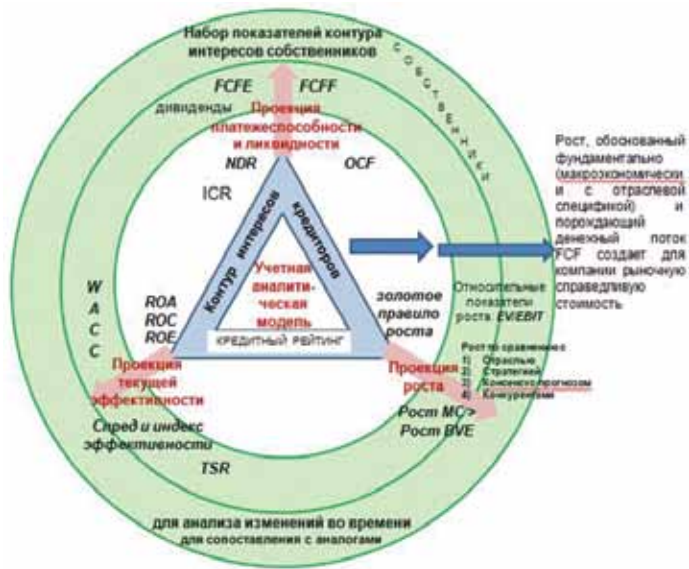 Набор показателей контура
интересов собственников
СОБСТВЕННИКИ
FCFE FCFF
дивиденды
Проекция
платежеспособности
и ликвидности
NDR OCF
ICR
Контур интересов
кредиторов
Учетная
аналити-
ческая
модель
КРЕДИТНЫЙ РЕЙТИНГ
W
A
C
C
ROA
ROC
ROE
золотое
правило
роста
Относительные
показатели
роста EV/EBIT
Рост, обоснованный
фундаментально
(макроэкономически
и с отраслевой
спецификой) и
порождающий
денежный поток
FCF создает для
компании рыночную
справедливую
стоимость
Проекция
текущей
эффективности
Проекция
роста
Рост по сравнению
1) Отраслью
2) Стратегией
3) Консенсус прогнозом
4) Конкурентами
Спред и индекс
эффективности
Рост MC >
Рост BVE
TSR
для анализа изменений во времени
для сопоставления с аналогами